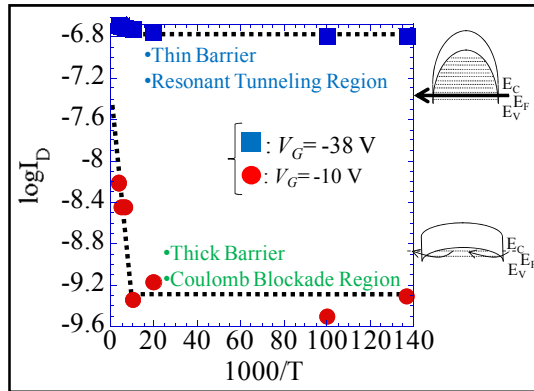 -6.8
-7.2
-7.6
-8
-8.4
-8.8
-9.2
-9.6
logI_D
•Thin Barrier
•Resonant Tunneling Region
: V_G= -38 V
: V_G= -10 V
•Thick Barrier
•Coulomb Blockade Region
0 20 40 60 80 100 120 140
1000/T
E_C
E_F
E_V
E_C
E_F
E_V